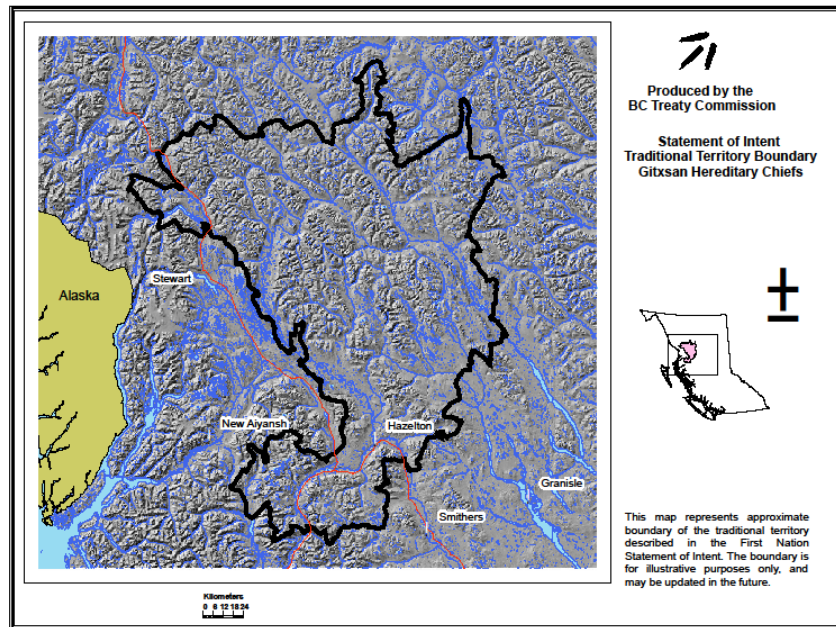 Produced by the
BC Treaty Commission
Statement of Intent
Traditional Territory Boundary
Gitxsan Hereditary Chiefs
Alaska
Stewart
New Aiyansh
Hazelton
Granisle
Smithers
This map represents approximate
boundary of the traditional territory
described in the First Nation
Statement of Intent. The boundary is
for illustrative purposes only, and
may be updated in the future.
Kilometers
0 6 12 18 24